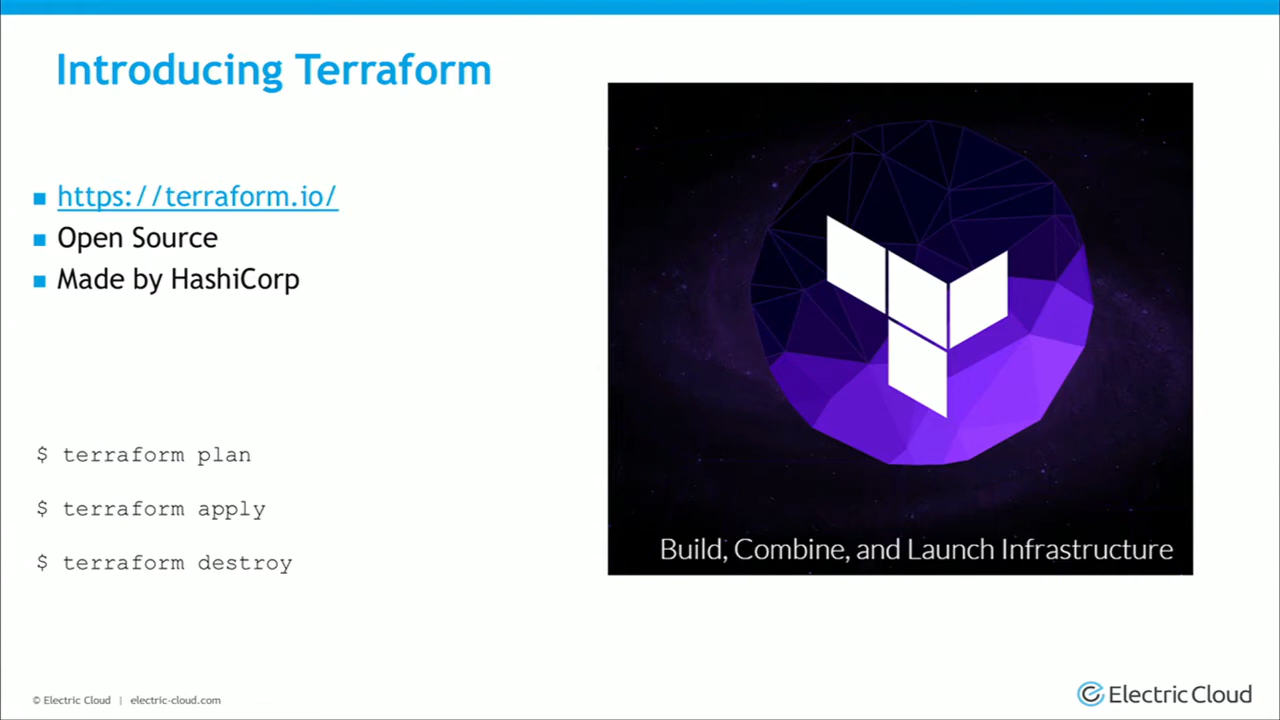 Introducing Terraform
https://terraform.io/
Open Source
Made by HashiCorp
$ terraform plan
$ terraform apply
$ terraform destroy
Build, Combine, and Launch Infrastructure
© Electric Cloud | electric-cloud.com
Electric Cloud